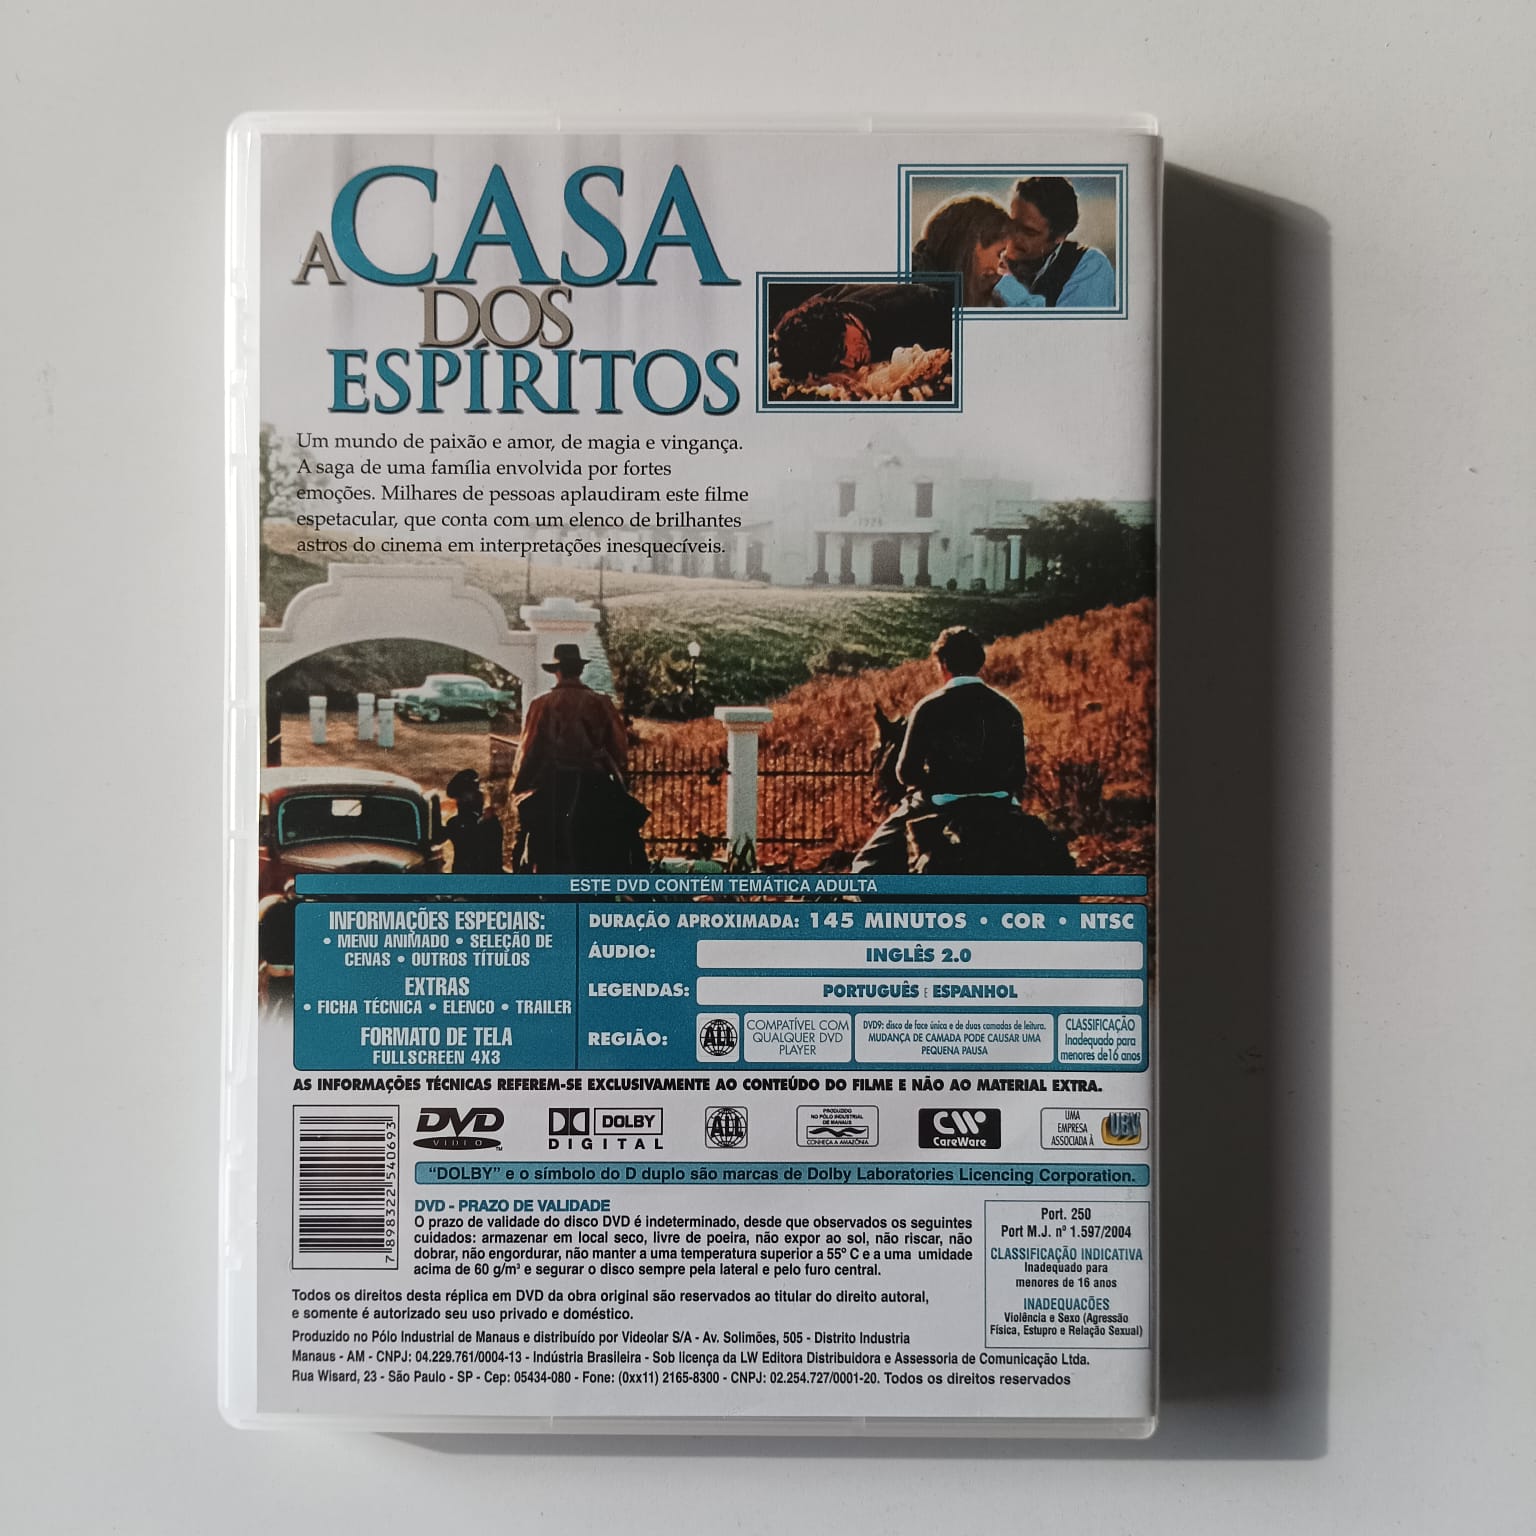 A CASA
DOS
ESPÍRITOS
Um mundo de paixão e amor, de magia e vingança.
A saga de uma família envolvida por fortes
emoções. Milhares de pessoas aplaudiram este filme
espetacular, que conta com um elenco de brilhantes
astros do cinema em interpretações inesquecíveis.
ESTE DVD CONTÉM TEMÁTICA ADULTA
INFORMAÇÕES ESPECIAIS:
• MENU ANIMADO • SELEÇÃO DE
CENAS • OUTROS TÍTULOS
EXTRAS
• FICHA TÉCNICA • ELENCO • TRAILER
FORMATO DE TELA
FULLSCREEN 4X3
DURAÇÃO APROXIMADA: 145 MINUTOS • COR • NTSC
ÁUDIO: INGLÊS 2.0
LEGENDAS: PORTUGUÊS E ESPANHOL
REGIÃO: ALL
COMPATÍVEL COM
QUALQUER DVD
PLAYER
DVD9: disco de face única e de duas camadas de leitura.
MUDANÇA DE CAMADA PODE CAUSAR UMA
PEQUENA PAUSA
CLASSIFICAÇÃO
Inadequado para
menores de16 anos
AS INFORMAÇÕES TÉCNICAS REFEREM-SE EXCLUSIVAMENTE AO CONTEÚDO DO FILME E NÃO AO MATERIAL EXTRA.
7 898322 540693
DVD
VIDEO TM
DOLBY
DIGITAL
ALL
PRODUZIDO
NO PÓLO INDUSTRIAL
DE MANAUS
CONHEÇA A AMAZÔNIA
CW
CareWare
UMA
EMPRESA
ASSOCIADA À
UBV
“DOLBY” e o símbolo do D duplo são marcas de Dolby Laboratories Licencing Corporation.
DVD - PRAZO DE VALIDADE
O prazo de validade do disco DVD é indeterminado, desde que observados os seguintes
cuidados: armazenar em local seco, livre de poeira, não expor ao sol, não riscar, não
dobrar, não engordurar, não manter a uma temperatura superior a 55º C e a uma umidade
acima de 60 g/m³ e segurar o disco sempre pela lateral e pelo furo central.
Port. 250
Port M.J. nº 1.597/2004
CLASSIFICAÇÃO INDICATIVA
Inadequado para
menores de 16 anos
INADEQUACÕES
Violência e Sexo (Agressão
Física, Estupro e Relação Sexual)
Todos os direitos desta réplica em DVD da obra original são reservados ao titular do direito autoral,
e somente é autorizado seu uso privado e doméstico.
Produzido no Pólo Industrial de Manaus e distribuído por Videolar S/A - Av. Solimões, 505 - Distrito Industria
Manaus - AM - CNPJ: 04.229.761/0004-13 - Indústria Brasileira - Sob licença da LW Editora Distribuidora e Assessoria de Comunicação Ltda.
Rua Wisard, 23 - São Paulo - SP - Cep: 05434-080 - Fone: (0xx11) 2165-8300 - CNPJ: 02.254.727/0001-20. Todos os direitos reservados